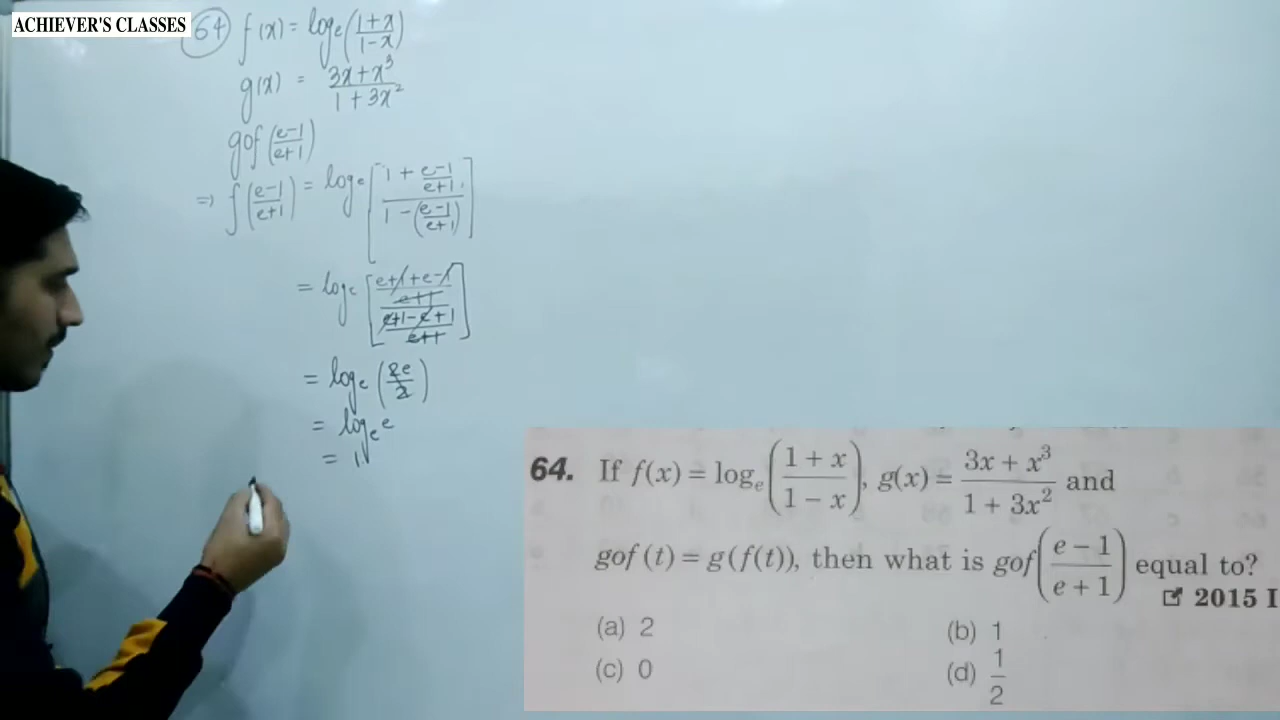 ACHIEVER'S CLASSES
64 f(x) = logₑ((1+x)/(1-x))
g(x) = (3x+x³)/(1+3x²)
gof((e-1)/(e+1))
⇒ f((e-1)/(e+1)) = logₑ[(1+(e-1)/(e+1))/(1-((e-1)/(e+1)))]
= logₑ[((e+1+e-1)/(e+1))/((e+1-e+1)/(e+1))]
= logₑ(2e/2)
= logₑ e
= 1
64. If f(x) = logₑ((1 + x)/(1 - x)), g(x) = (3x + x³)/(1 + 3x²) and
gof (t) = g(f(t)), then what is gof((e - 1)/(e + 1)) equal to?
2015 I
(a) 2 (b) 1
(c) 0 (d) 1/2